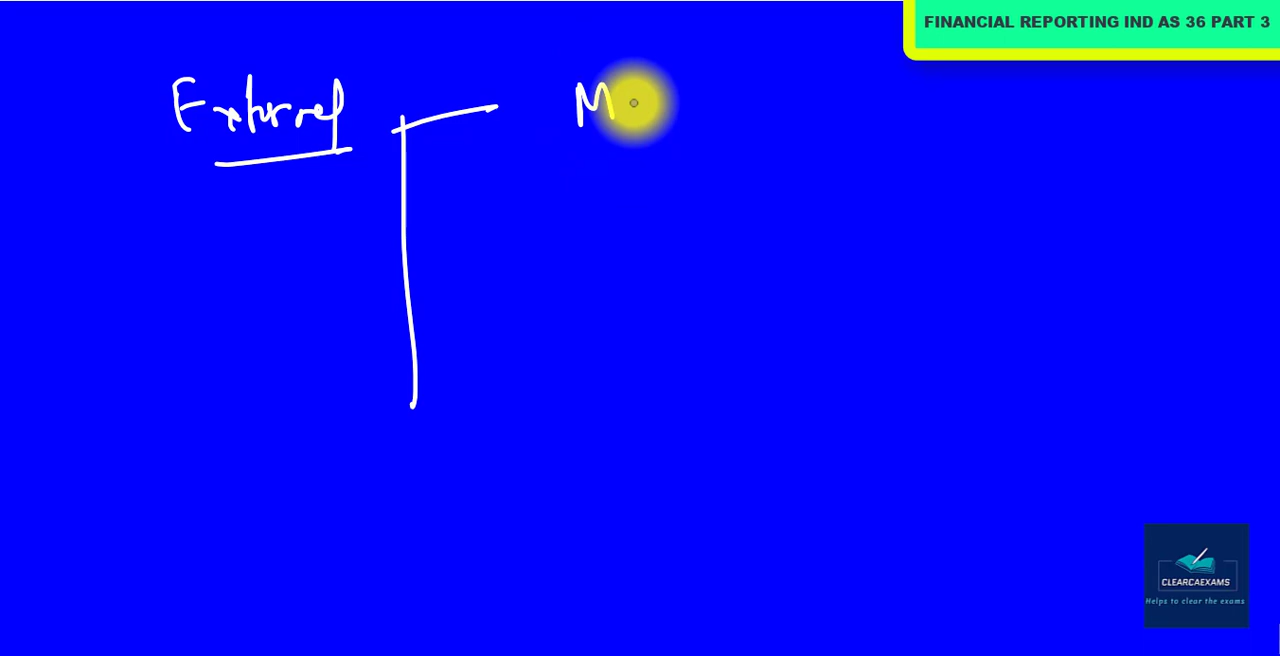 FINANCIAL REPORTING IND AS 36 PART 3
External
M
CLEARCAEXAMS
Helps to clear the exams